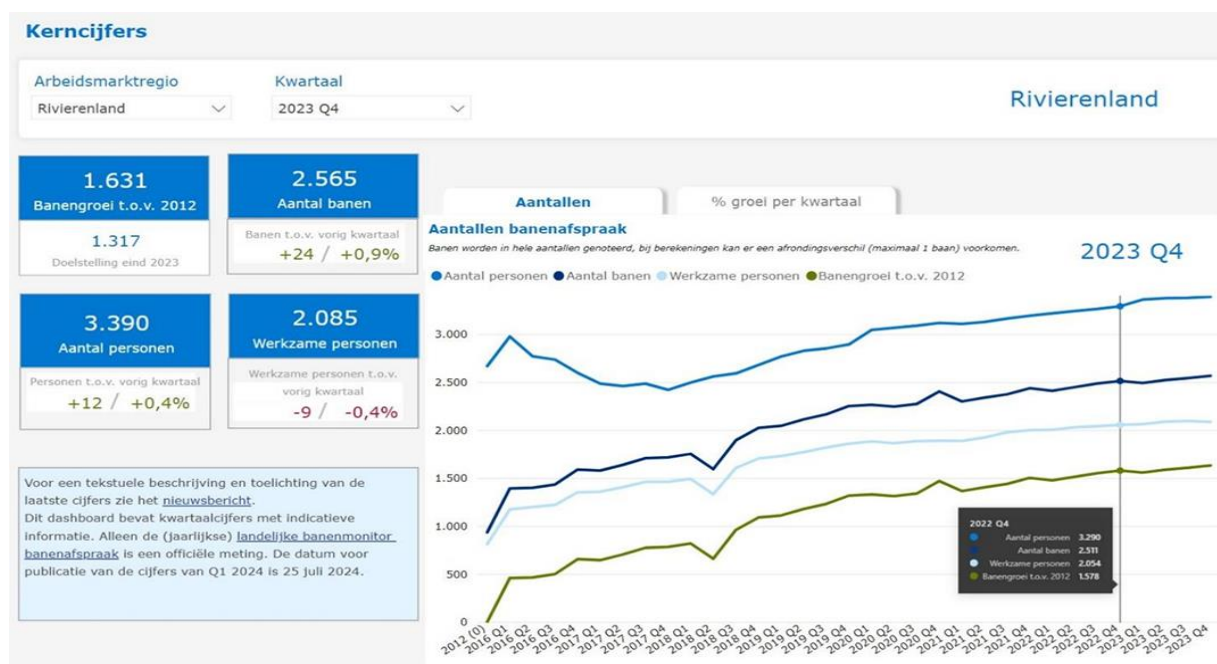 Kerncijfers
Arbeidsmarktregio
Kwartaal
Rivierenland
2023 Q4
Rivierenland
1.631
Banengroei t.o.v. 2012
1.317
Doelstelling eind 2023
2.565
Aantal banen
Banen t.o.v. vorig kwartaal
+24 / +0,9%
3.390
Aantal personen
Personen t.o.v. vorig kwartaal
+12 / +0,4%
2.085
Werkzame personen
Werkzame personen t.o.v.
vorig kwartaal
-9 / -0,4%
Voor een tekstuele beschrijving en toelichting van de
laatste cijfers zie het nieuwsbericht.
Dit dashboard bevat kwartaalcijfers met indicatieve
informatie. Alleen de (jaarlijkse) landelijke banenmonitor
banenafspraak is een officiële meting. De datum voor
publicatie van de cijfers van Q1 2024 is 25 juli 2024.
Aantallen
% groei per kwartaal
Aantallen banenafspraak
Banen worden in hele aantallen genoteerd, bij berekeningen kan er een afrondingsverschil (maximaal 1 baan) voorkomen.
2023 Q4
Aantal personen Aantal banen Werkzame personen Banengroei t.o.v. 2012
3.000
2.500
2.000
1.500
1.000
500
0
2022 Q4
Aantal personen 3.290
Aantal banen 2.511
Werkzame personen 2.054
Banengroei t.o.v. 2012 1.578
2012 (0)
2016 Q1
2016 Q2
2016 Q3
2016 Q4
2017 Q1
2017 Q2
2017 Q3
2017 Q4
2018 Q1
2018 Q2
2018 Q3
2018 Q4
2019 Q1
2019 Q2
2019 Q3
2019 Q4
2020 Q1
2020 Q2
2020 Q3
2020 Q4
2021 Q1
2021 Q2
2021 Q3
2021 Q4
2022 Q1
2022 Q2
2022 Q3
2022 Q4
2023 Q1
2023 Q2
2023 Q3
2023 Q4